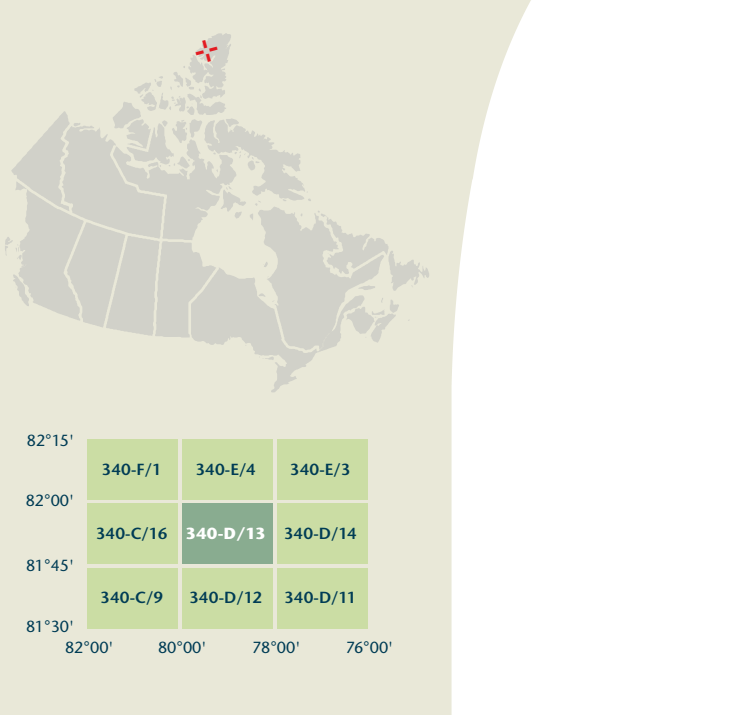 82°15'
340-F/1 340-E/4 340-E/3
82°00'
340-C/16 340-D/13 340-D/14
81°45'
340-C/9 340-D/12 340-D/11
81°30'
82°00' 80°00' 78°00' 76°00'